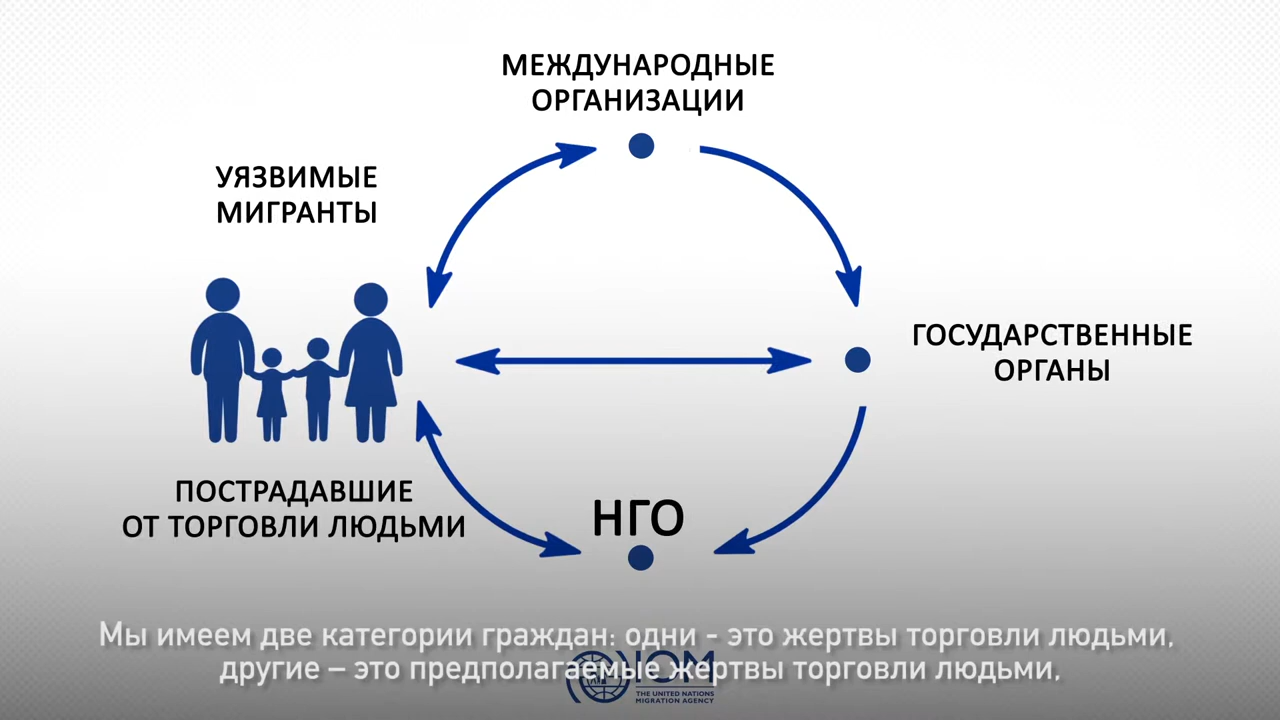 МЕЖДУНАРОДНЫЕ
ОРГАНИЗАЦИИ
УЯЗВИМЫЕ
МИГРАНТЫ
ГОСУДАРСТВЕННЫЕ
ОРГАНЫ
ПОСТРАДАВШИЕ
ОТ ТОРГОВЛИ ЛЮДЬМИ
НГО
Мы имеем две категории граждан: одни - это жертвы торговли людьми,
другие – это предполагаемые жертвы торговли людьми,
IOM
THE UNITED NATIONS
MIGRATION AGENCY